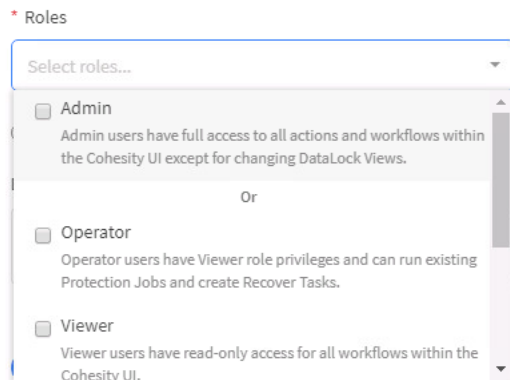 * Roles
Select roles...
Admin
Admin users have full access to all actions and workflows within
the Cohesity UI except for changing DataLock Views.
Or
Operator
Operator users have Viewer role privileges and can run existing
Protection Jobs and create Recover Tasks.
Viewer
Viewer users have read-only access for all workflows within the
Cohesity UI.